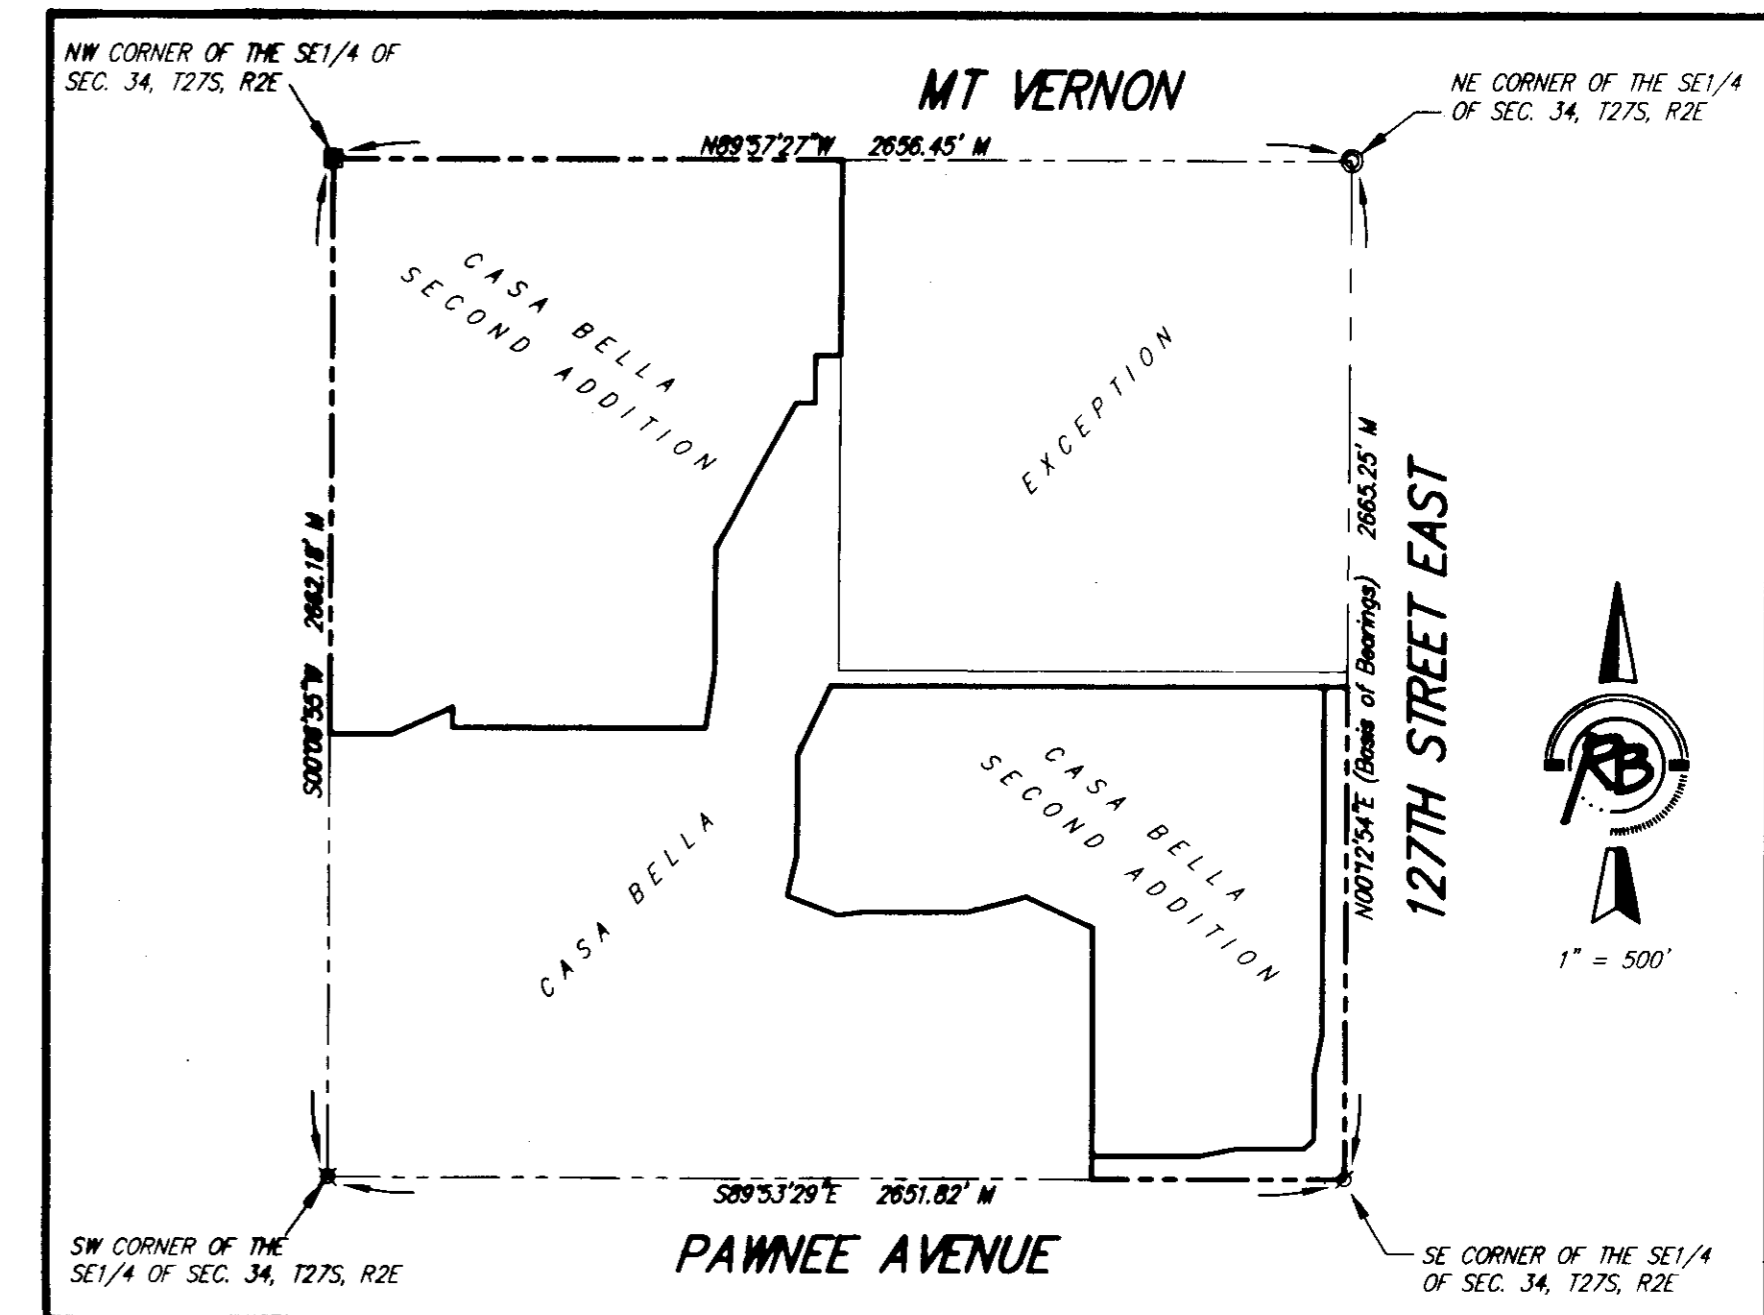 NW CORNER OF THE SE1/4 OF
SEC. 34, T27S, R2E
MT VERNON
NE CORNER OF THE SE1/4
OF SEC. 34, T27S, R2E
N89°57'27"W 2656.45' M
CASA BELLA
SECOND ADDITION
EXCEPTION
S00°08'55"W 2662.18' M
N00°12'54"E (Basis of Bearings) 2665.25' M
127TH STREET EAST
CASA BELLA
SECOND ADDITION
CASA BELLA
RB
1" = 500'
S89°53'29"E 2651.82' M
PAWNEE AVENUE
SW CORNER OF THE
SE1/4 OF SEC. 34, T27S, R2E
SE CORNER OF THE SE1/4
OF SEC. 34, T27S, R2E